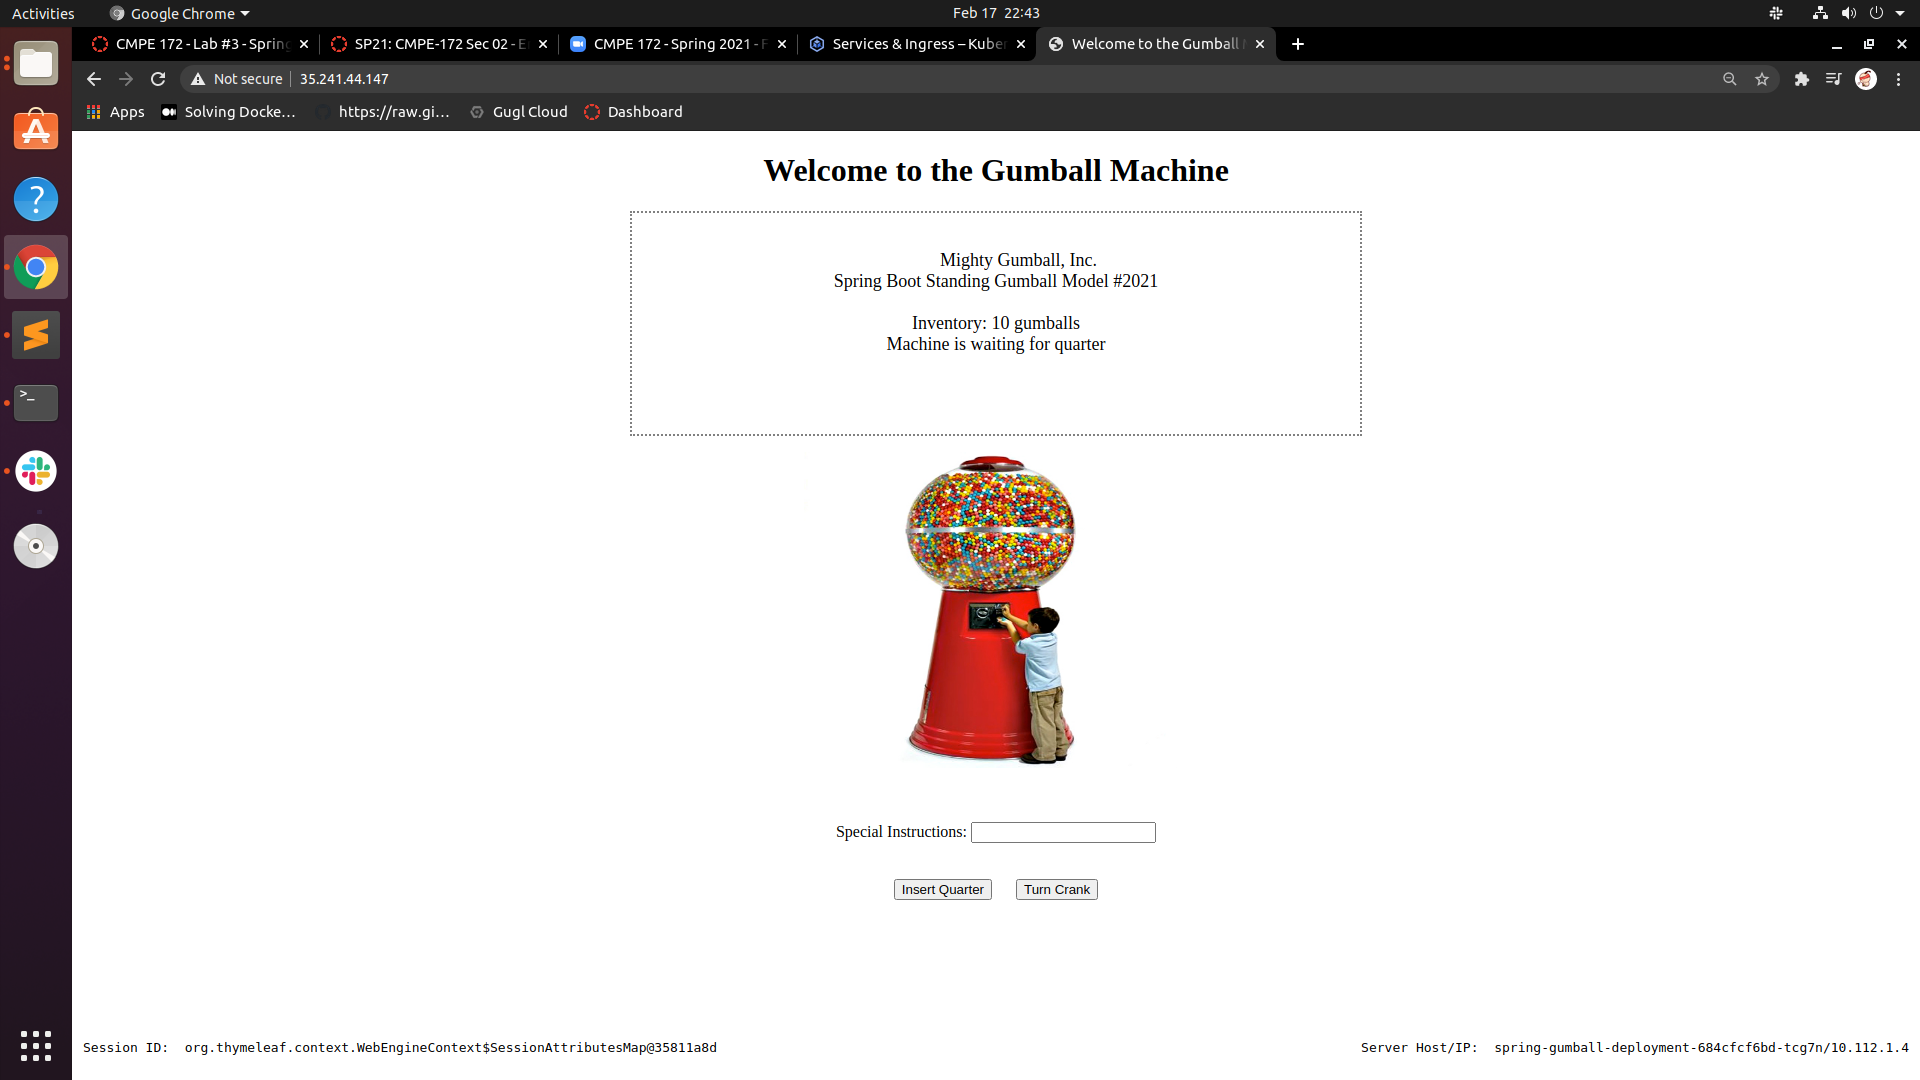 Activities
Google Chrome
Feb 17 22:43
CMPE 172 - Lab #3 - Spring
SP21: CMPE-172 Sec 02 - E
CMPE 172 - Spring 2021 - F
Services & Ingress – Kuber
Welcome to the Gumball
Not secure
35.241.44.147
Apps
Solving Docke...
https://raw.gi...
Gugl Cloud
Dashboard
Welcome to the Gumball Machine
Mighty Gumball, Inc.
Spring Boot Standing Gumball Model #2021
Inventory: 10 gumballs
Machine is waiting for quarter
Special Instructions:
Insert Quarter
Turn Crank
Session ID: org.thymeleaf.context.WebEngineContext$SessionAttributesMap@35811a8d
Server Host/IP: spring-gumball-deployment-684cfcf6bd-tcg7n/10.112.1.4